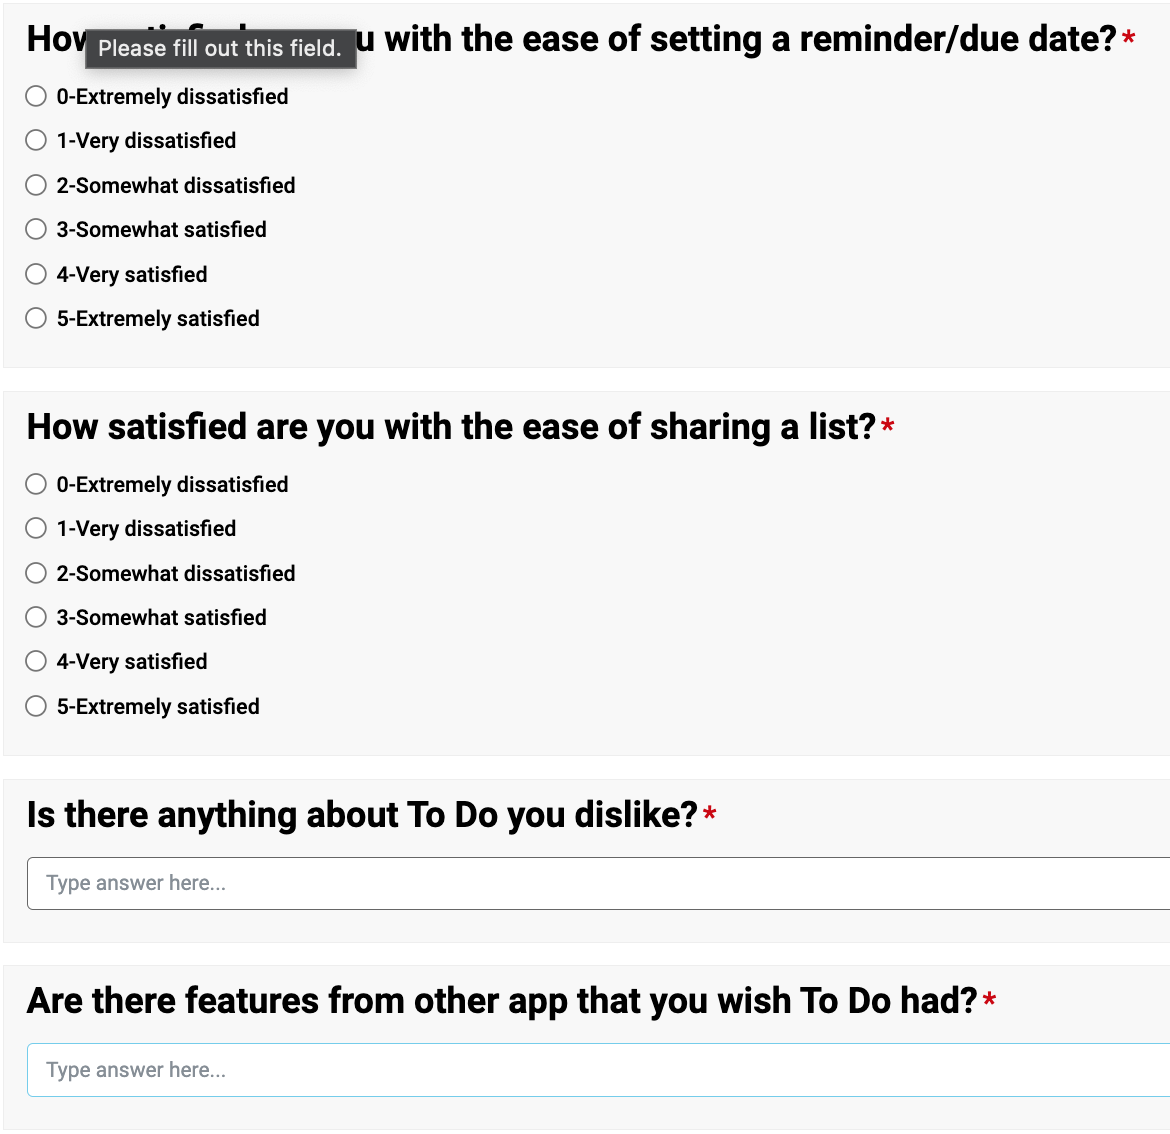 How u with the ease of setting a reminder/due date? *
Please fill out this field.
0-Extremely dissatisfied
1-Very dissatisfied
2-Somewhat dissatisfied
3-Somewhat satisfied
4-Very satisfied
5-Extremely satisfied
How satisfied are you with the ease of sharing a list? *
0-Extremely dissatisfied
1-Very dissatisfied
2-Somewhat dissatisfied
3-Somewhat satisfied
4-Very satisfied
5-Extremely satisfied
Is there anything about To Do you dislike? *
Type answer here...
Are there features from other app that you wish To Do had? *
Type answer here...